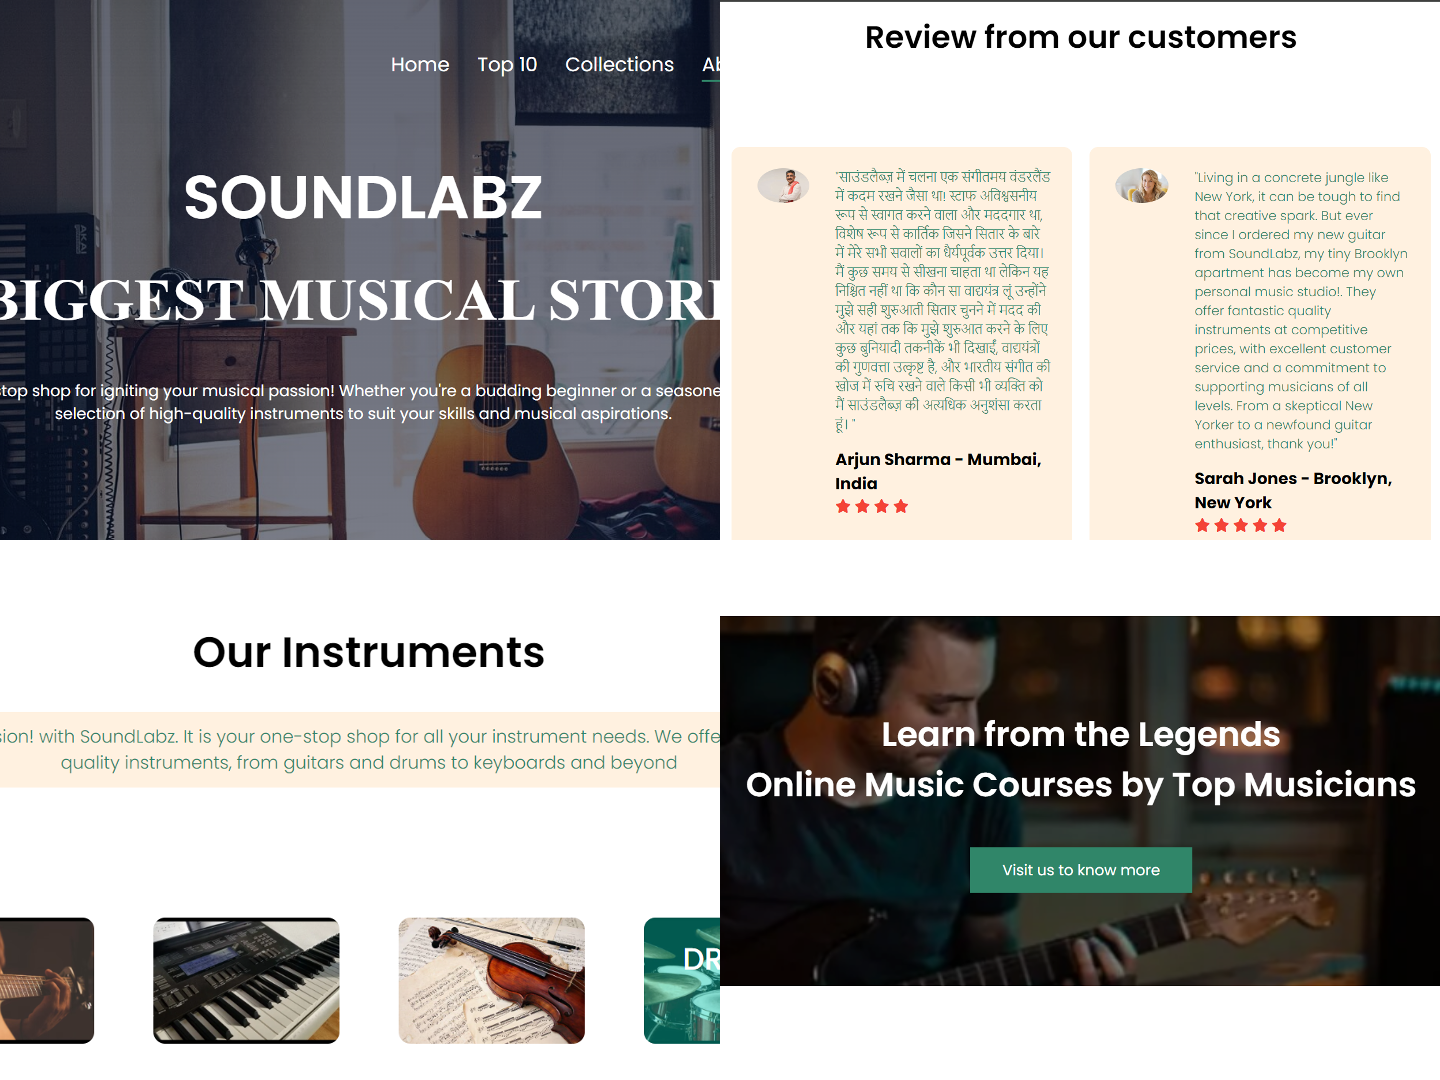 Home Top 10 Collections
SOUNDLABZ
BIGGEST MUSICAL STORE
stop shop for igniting your musical passion! Whether you're a budding beginner or a seasone
selection of high-quality instruments to suit your skills and musical aspirations.
Review from our customers
"साउंडलैब्ज़ में चलना एक संगीतमय वंडरलैंड
में कदम रखने जैसा था! स्टाफ अविश्वसनीय
रूप से स्वागत करने वाला और मददगार था,
विशेष रूप से कार्तिक जिसने सितार के बारे
में मेरे सभी सवालों का धैर्यपूर्वक उत्तर दिया।
मैं कुछ समय से सीखना चाहता था लेकिन यह
निश्चित नहीं था कि कौन सा वाद्ययंत्र लूं उन्होंने
मुझे सही शुरुआती सितार चुनने में मदद की
और यहां तक कि मुझे शुरुआत करने के लिए
कुछ बुनियादी तकनीकें भी दिखाईं, वाद्ययंत्रों
की गुणवत्ता उत्कृष्ट है, और भारतीय संगीत की
खोज में रुचि रखने वाले किसी भी व्यक्ति को
मैं साउंडलैब्ज़ की अत्यधिक अनुशंसा करता
हूं। "
Arjun Sharma - Mumbai,
India
"Living in a concrete jungle like
New York, it can be tough to find
that creative spark. But ever
since I ordered my new guitar
from SoundLabz, my tiny Brooklyn
apartment has become my own
personal music studio!. They
offer fantastic quality
instruments at competitive
prices, with excellent customer
service and a commitment to
supporting musicians of all
levels. From a skeptical New
Yorker to a newfound guitar
enthusiast, thank you!"
Sarah Jones - Brooklyn,
New York
Our Instruments
sion! with SoundLabz. It is your one-stop shop for all your instrument needs. We offe
quality instruments, from guitars and drums to keyboards and beyond
DR
Learn from the Legends
Online Music Courses by Top Musicians
Visit us to know more